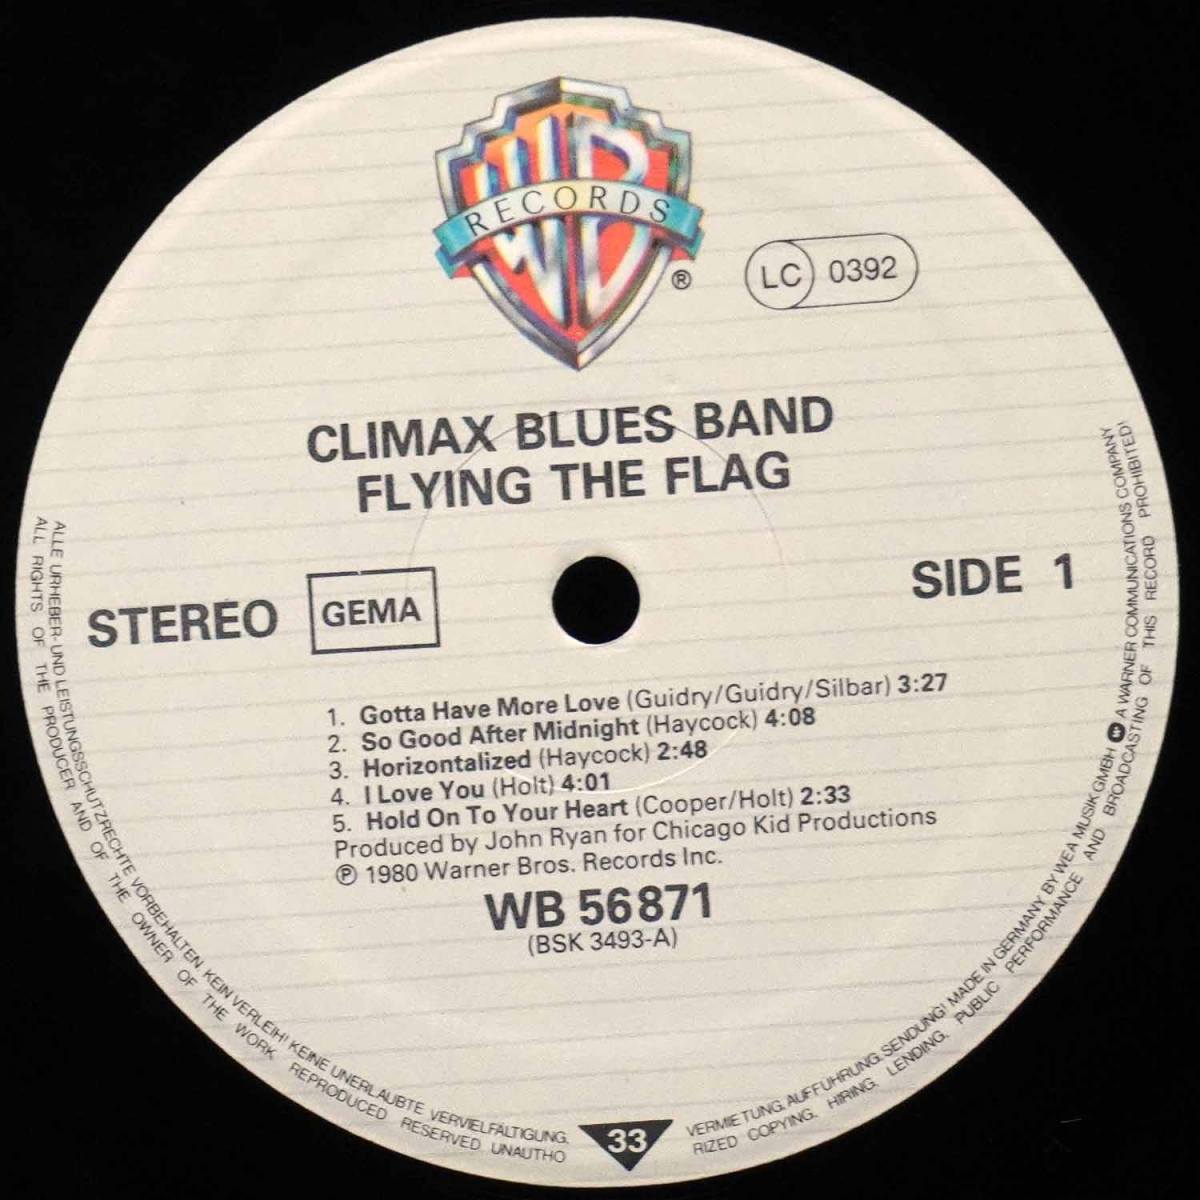 WB
RECORDS
®
LC 0392
CLIMAX BLUES BAND
FLYING THE FLAG
STEREO GEMA SIDE 1
1. Gotta Have More Love (Guidry/Guidry/Silbar) 3:27
2. So Good After Midnight (Haycock) 4:08
3. Horizontalized (Haycock) 2:48
4. I Love You (Holt) 4:01
5. Hold On To Your Heart (Cooper/Holt) 2:33
Produced by John Ryan for Chicago Kid Productions
℗ 1980 Warner Bros. Records Inc.
WB 56 871
(BSK 3493-A)
ALLE URHEBER- UND LEISTUNGSSCHUTZRECHTE VORBEHALTEN. KEIN VERLEIH! KEINE UNERLAUBTE VERVIELFÄLTIGUNG. VERMIETUNG. AUFFÜHRUNG. SENDUNG! MADE IN GERMANY BY WEA MUSIK GMBH A WARNER COMMUNICATIONS COMPANY
ALL RIGHTS OF THE PRODUCER AND OF THE OWNER OF THE WORK REPRODUCED RESERVED UNAUTHO RIZED COPYING. HIRING. LENDING. PUBLIC PERFORMANCE AND BROADCASTING OF THIS RECORD PROHIBITED!
33